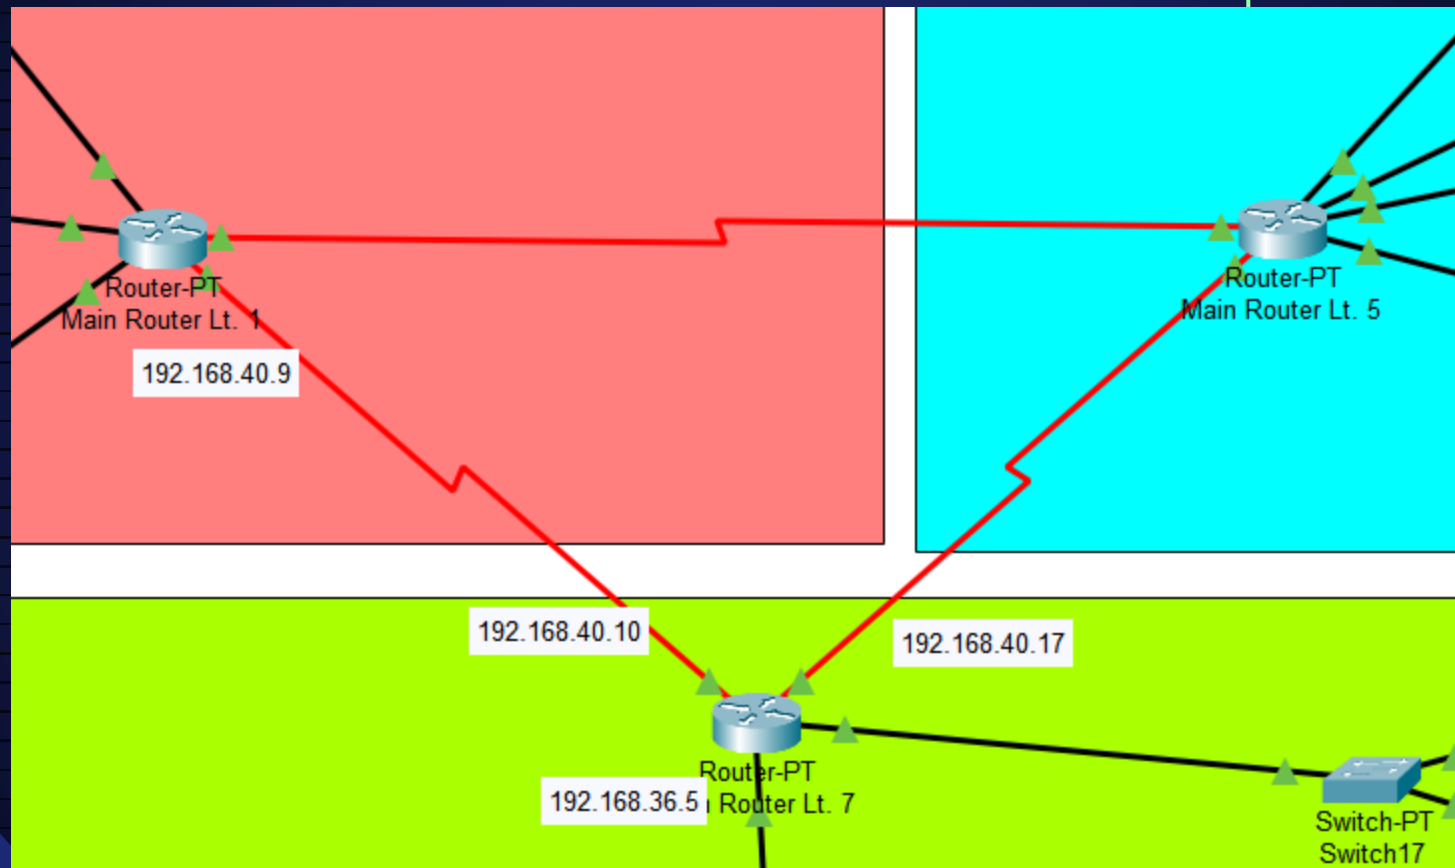 Router-PT
Main Router Lt. 1
192.168.40.9
Router-PT
Main Router Lt. 5
192.168.40.10
192.168.40.17
Router-PT
Router Lt. 7
192.168.36.5
Switch-PT
Switch17